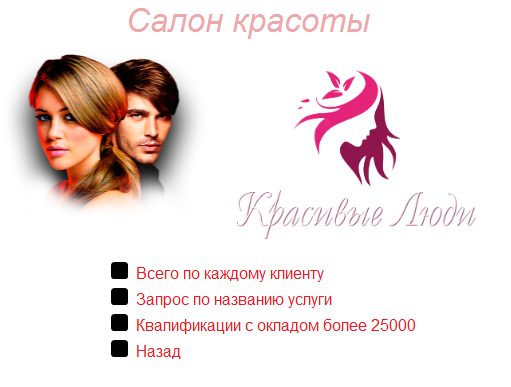 Салон красоты
Красивые Люди
Всего по каждому клиенту
Запрос по названию услуги
Квалификации с окладом более 25000
Назад